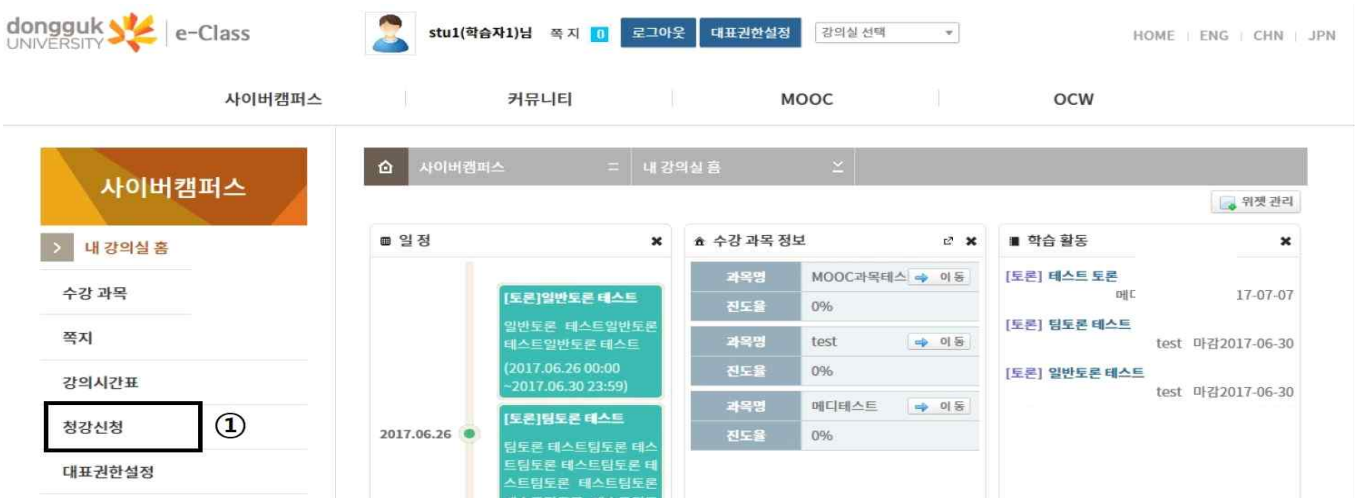 dongguk
UNIVERSITY
e-Class
stu1(학습자1)님 쪽지 0 로그아웃 대표권한설정 강의실 선택
HOME | ENG | CHN | JPN
사이버캠퍼스 커뮤니티 MOOC OCW
사이버캠퍼스
내 강의실 홈
수강 과목
쪽지
강의시간표
청강신청 ①
대표권한설정
사이버캠퍼스 내 강의실 홈
위젯 관리
일정
[토론]일반토론 테스트
일반토론 테스트일반토론
테스트일반토론 테스트
(2017.06.26 00:00
~2017.06.30 23:59)
2017.06.26
[토론]팀토론 테스트
팀토론 테스트팀토론 테스
트팀토론 테스트팀토론 테
스트팀토론 테스트팀토론
수강 과목 정보
과목명 MOOC과목테스 이동
진도율 0%
과목명 test 이동
진도율 0%
과목명 메디테스트 이동
진도율 0%
학습 활동
[토론] 테스트 토론
17-07-07
[토론] 팀토론 테스트
test 마감2017-06-30
[토론] 일반토론 테스트
test 마감2017-06-30